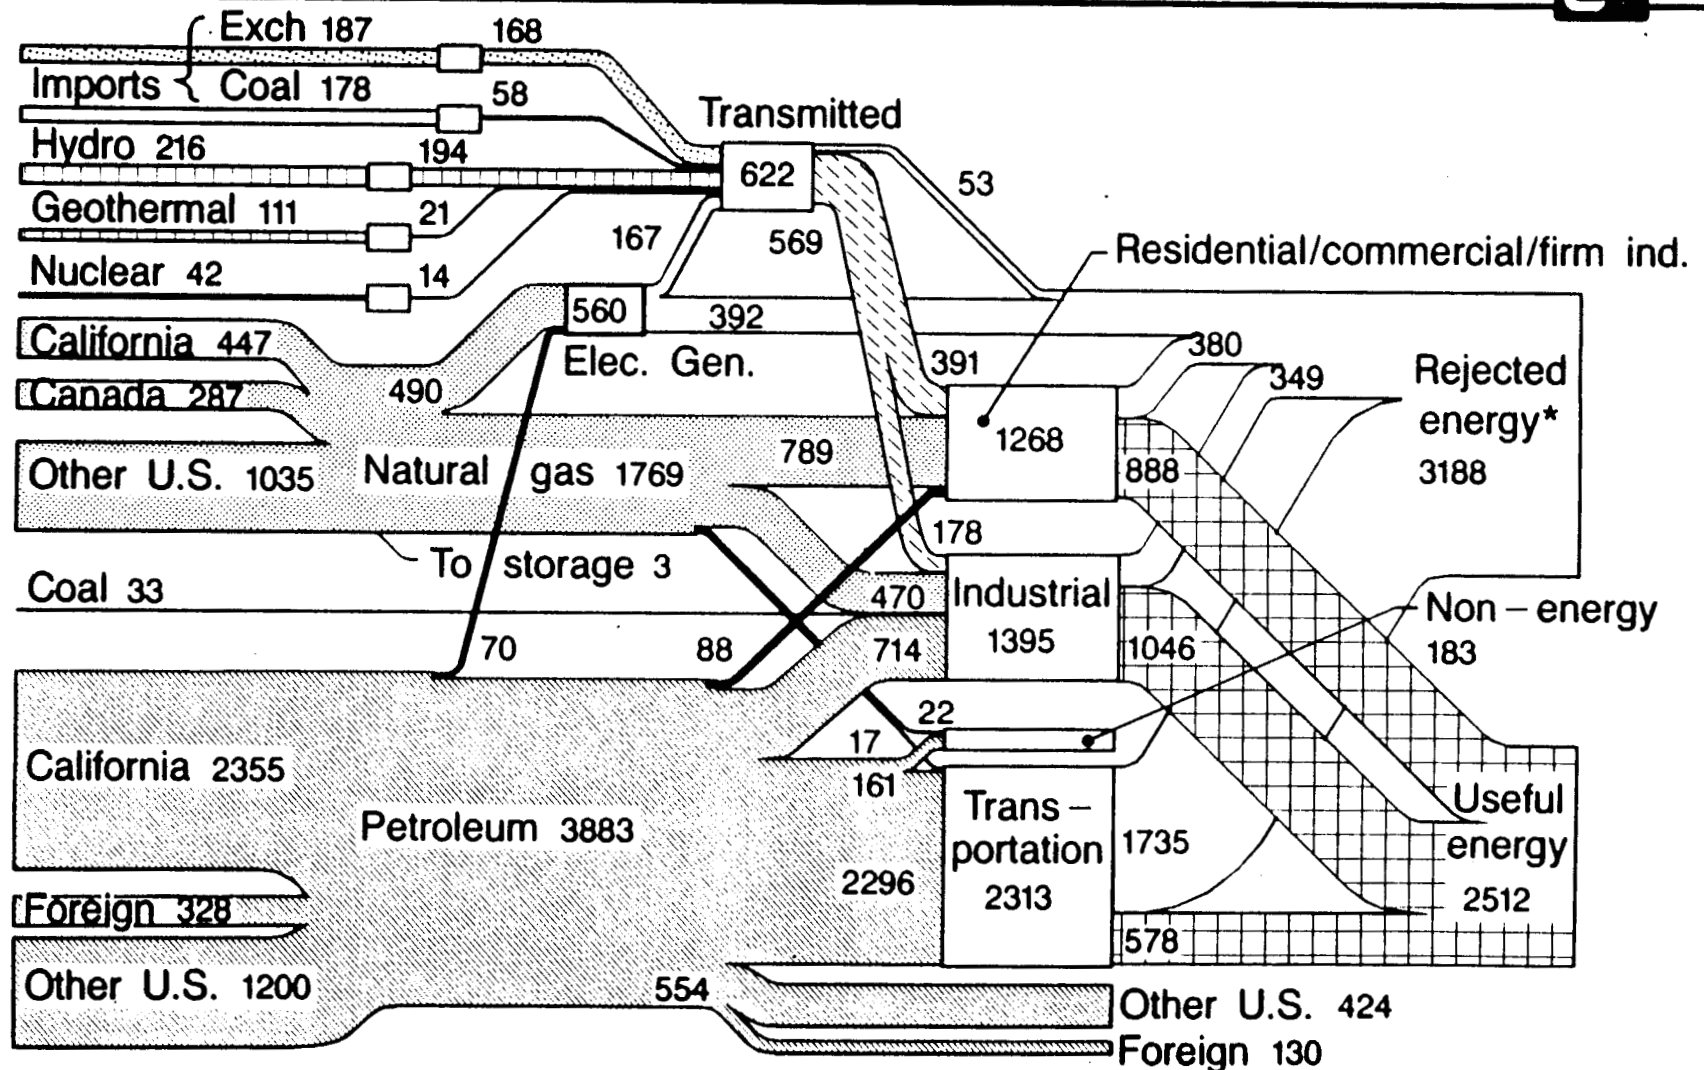 Exch 187
168
Imports
Coal 178
58
Transmitted
Hydro 216
194
622
53
Geothermal 111
21
167
569
Residential/commercial/firm ind.
Nuclear 42
14
560
392
California 447
380
Elec. Gen.
391
349
Rejected
energy*
3188
Canada 287
490
1268
789
888
Other U.S. 1035
Natural gas 1769
178
To storage 3
Coal 33
470
Industrial
1395
Non – energy
183
70
88
714
1046
22
17
161
California 2355
Trans –
portation
2313
Useful
energy
2512
Petroleum 3883
1735
2296
Foreign 328
578
Other U.S. 1200
554
Other U.S. 424
Foreign 130